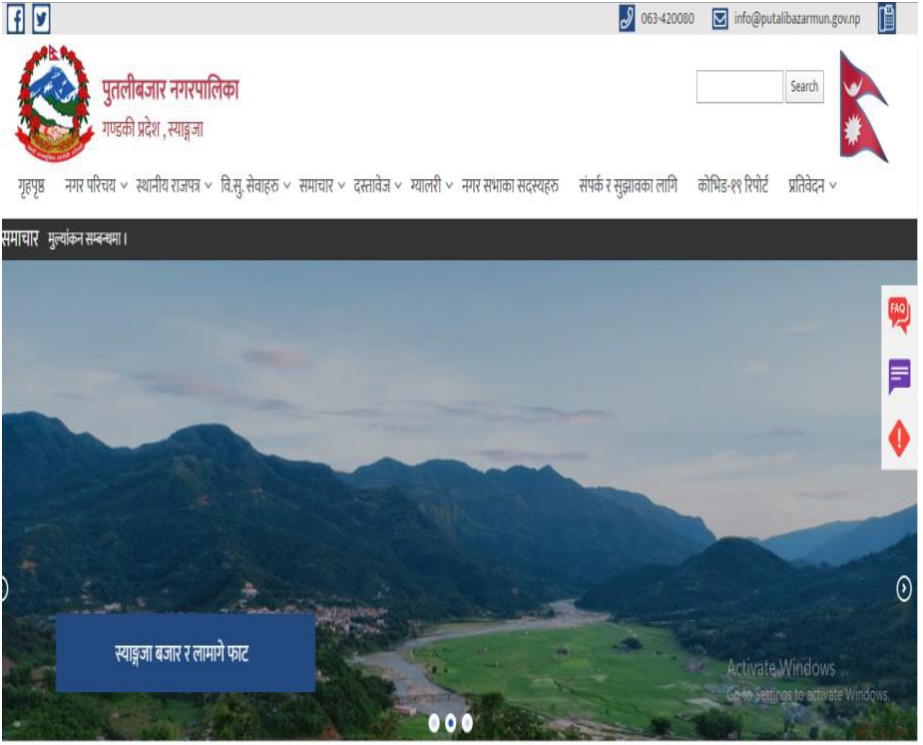 063-420080 info@putalibazarmun.gov.np
पुतलीबजार नगरपालिका
गण्डकी प्रदेश , स्याङ्गजा
Search
गृहपृष्ठ नगर परिचय स्थानीय राजपत्र वि.सु. सेवाहरु समाचार दस्तावेज ग्यालरी नगर सभाका सदस्यहरु संपर्क र सुझावका लागि कोभिड-१९ रिपोर्ट प्रतिवेदन
समाचार मुल्यांकन सम्बन्धमा ।
FAQ
स्याङ्गजा बजार र लामागे फाट
Activate Windows
Go to Settings to activate Windows.